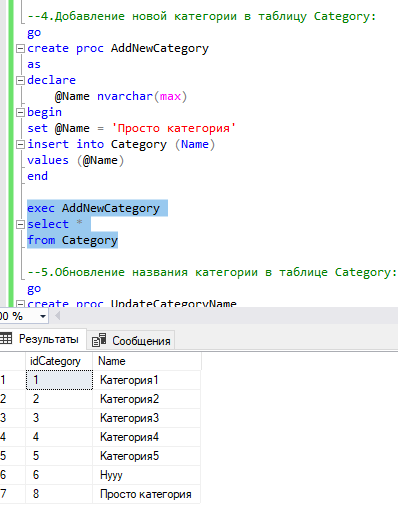 --4.Добавление новой категории в таблицу Category:
go
create proc AddNewCategory
as
declare
@Name nvarchar(max)
begin
set @Name = 'Просто категория'
insert into Category (Name)
values (@Name)
end
exec AddNewCategory
select *
from Category
--5.Обновление названия категории в таблице Category:
go
create proc UpdateCategoryName
00 %
Результаты Сообщения
idCategory Name
1 1 Категория1
2 2 Категория2
3 3 Категория3
4 4 Категория4
5 5 Категория5
6 6 Нууу
7 8 Просто категория